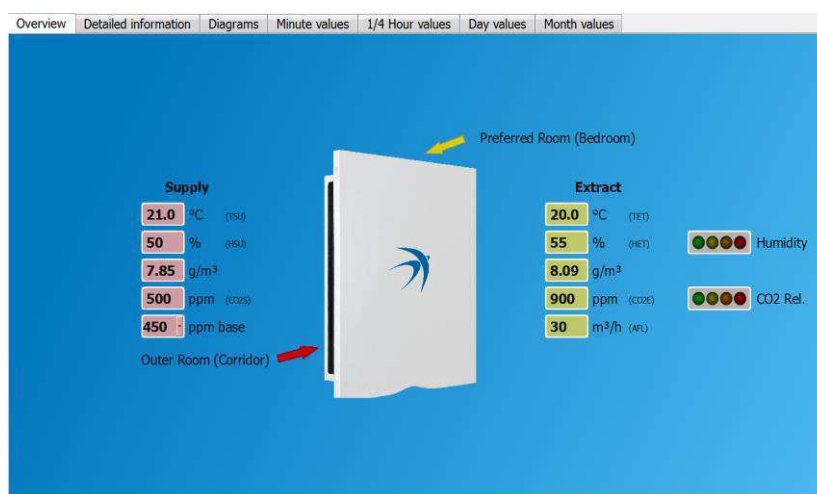 Overview Detailed information Diagrams Minute values 1/4 Hour values Day values Month values
Preferred Room (Bedroom)
Supply
21.0 °C (TSU)
50 % (HSU)
7.85 g/m³
500 ppm (CO2S)
450 ppm base
Outer Room (Corridor)
Extract
20.0 °C (TET)
55 % (HET)
Humidity
8.09 g/m³
900 ppm (CO2E)
CO2 Rel.
30 m³/h (AFL)